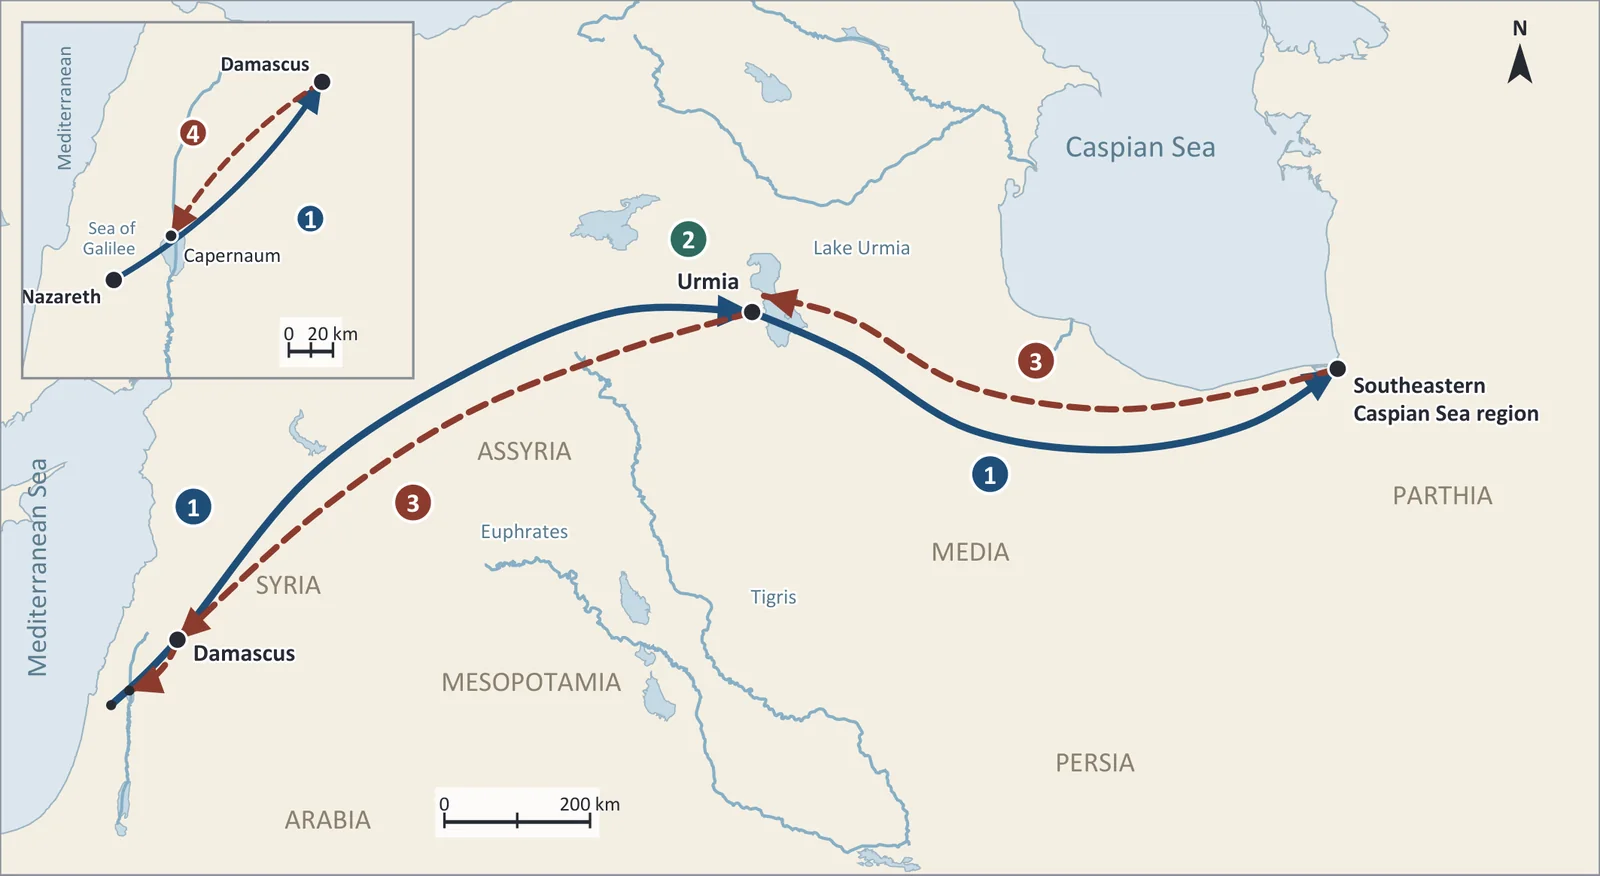 Mediterranean
Damascus
4
1
Sea of
Galilee
Capernaum
Nazareth
0 20 km
N
Caspian Sea
2
Lake Urmia
Urmia
3
Southeastern
Caspian Sea region
1
PARTHIA
ASSYRIA
3
1
Euphrates
MEDIA
Mediterranean Sea
SYRIA
Tigris
Damascus
MESOPOTAMIA
PERSIA
0 200 km
ARABIA